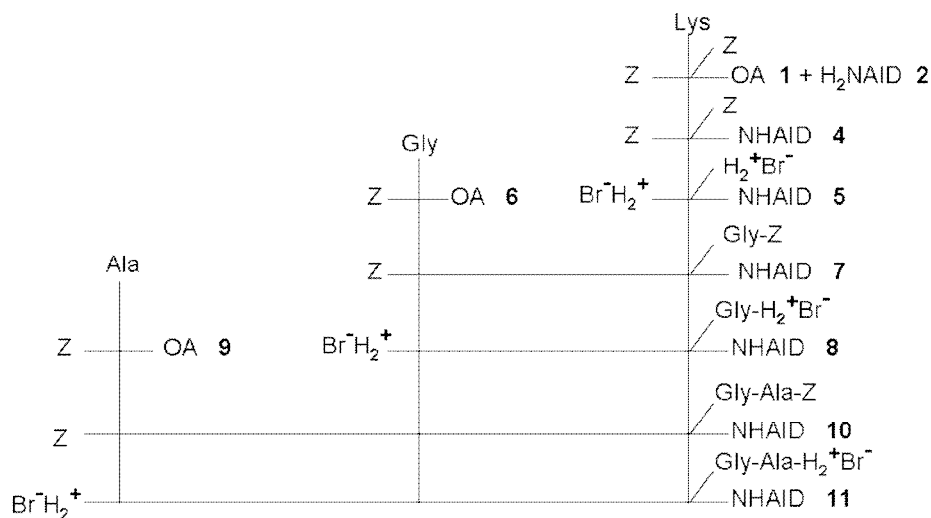 Lys
Z
Z OA 1 + H₂NAID 2
Z
Gly Z NHAID 4
H₂⁺Br⁻
Z OA 6 Br⁻H₂⁺ NHAID 5
Gly-Z
Ala Z NHAID 7
Gly-H₂⁺Br⁻
Z OA 9 Br⁻H₂⁺ NHAID 8
Gly-Ala-Z
Z NHAID 10
Gly-Ala-H₂⁺Br⁻
Br⁻H₂⁺ NHAID 11